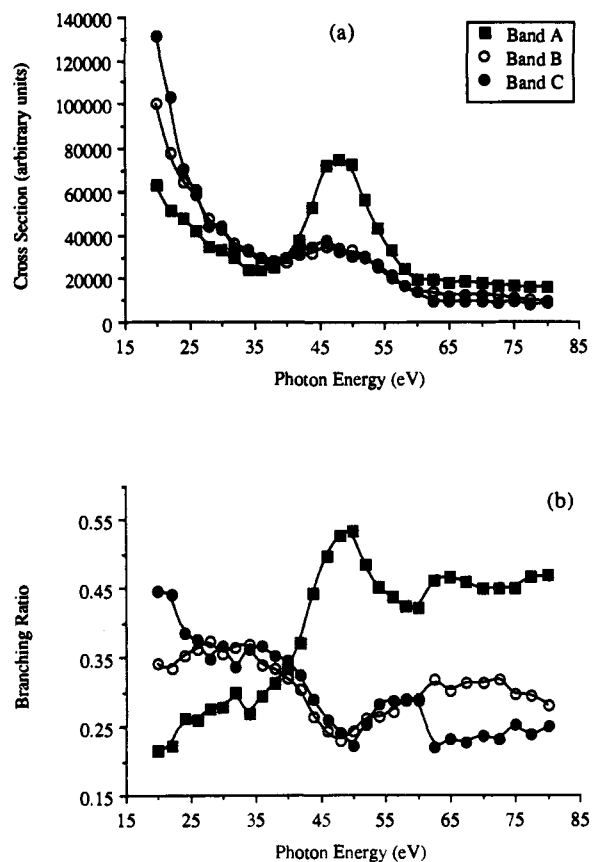 140000
120000
100000
80000
60000
40000
20000
0
15 25 35 45 55 65 75 85
Cross Section (arbitrary units)
Photon Energy (eV)
(a)
Band A
Band B
Band C
(b)
0.55
0.45
0.35
0.25
0.15
15 25 35 45 55 65 75 85
Branching Ratio
Photon Energy (eV)